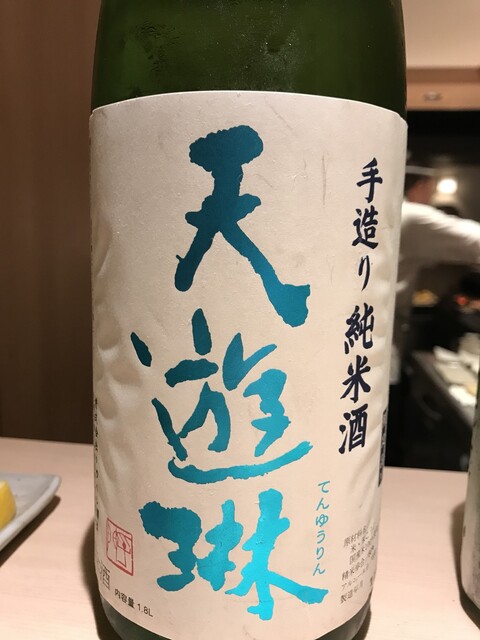 手造り純米酒
天遊琳
てんゆうりん
内容量 1.8L